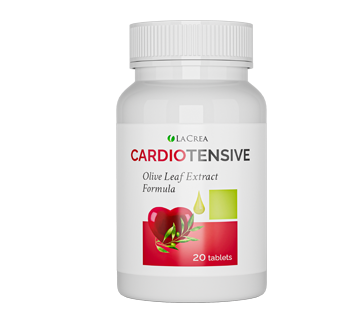 LACREA
CARDIOTENSIVE
Olive Leaf Extract
Formula
20 tablets